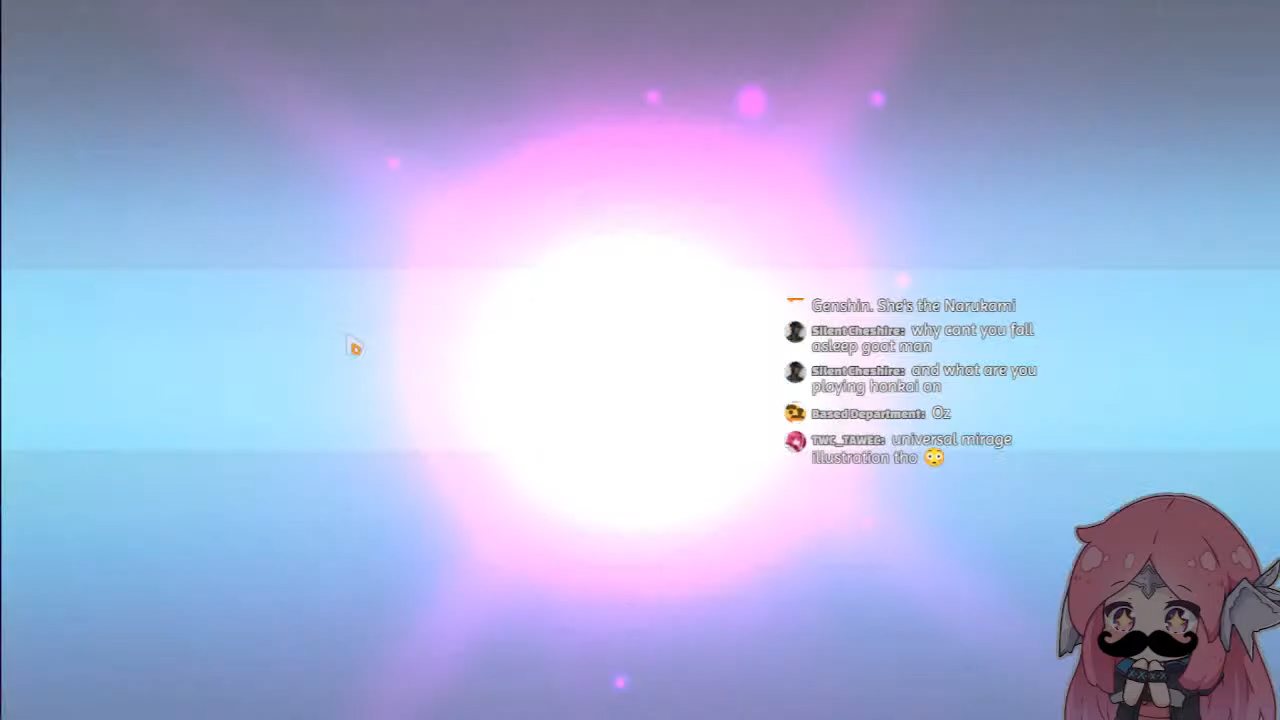 Genshin. She's the Narukami
Silent Cheshire: why cant you fall
asleep goat man
Silent Cheshire: and what are you
playing honkai on
Based Department: Oz
TWC_TAWEC: universal mirage
illustration tho 😳